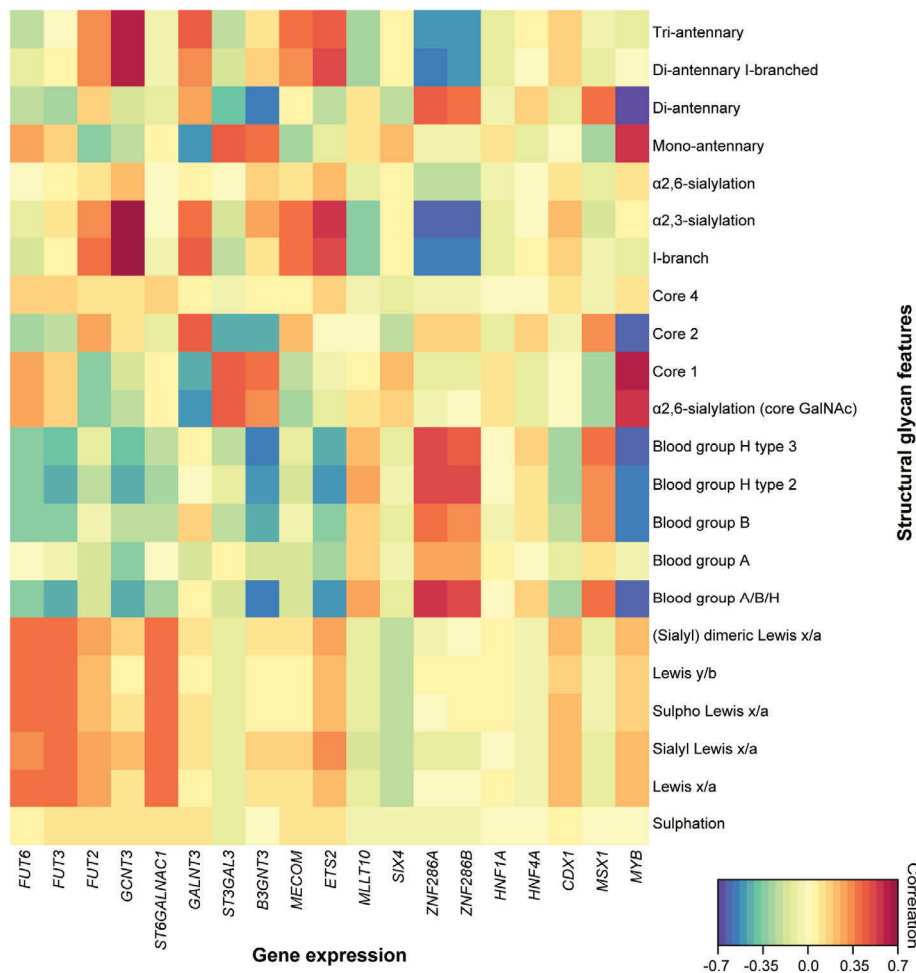 Tri-antennary
Di-antennary I-branched
Di-antennary
Mono-antennary
α2,6-sialylation
α2,3-sialylation
I-branch
Core 4
Core 2
Core 1
α2,6-sialylation (core GalNAc)
Blood group H type 3
Blood group H type 2
Blood group B
Blood group A
Blood group A/B/H
(Sialyl) dimeric Lewis x/a
Lewis y/b
Sulpho Lewis x/a
Sialyl Lewis x/a
Lewis x/a
Sulphation
Structural glycan features
FUT6
FUT3
FUT2
GCNT3
ST6GALNAC1
GALNT3
ST3GAL3
B3GNT3
MECOM
ETS2
MLLT10
SIX4
ZNF286A
ZNF286B
HNF1A
HNF4A
CDX1
MSX1
MYB
Gene expression
Correlation
-0.7 -0.35 0.0 0.35 0.7